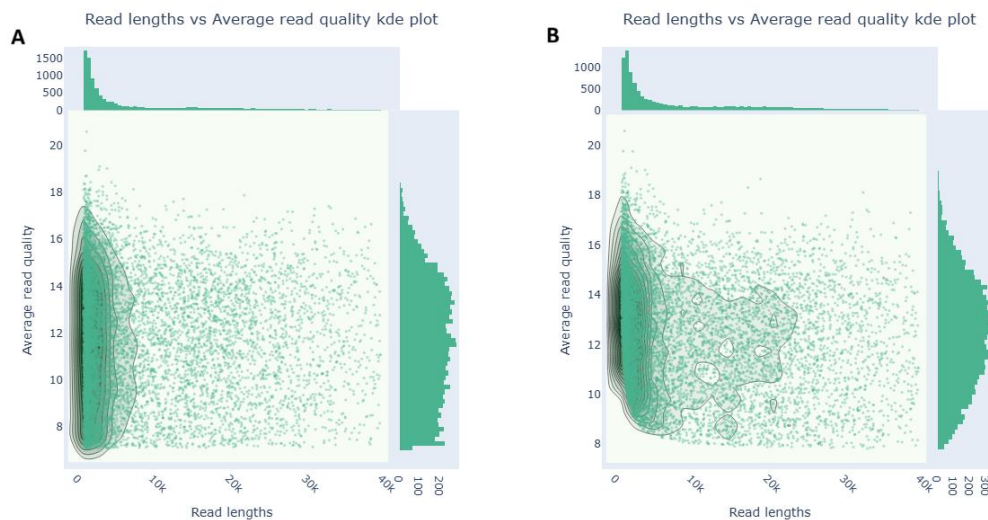 Read lengths vs Average read quality kde plot
A
1500
1000
500
0
20
18
16
14
12
10
8
Average read quality
0
10k
20k
30k
40k
0
100
200
Read lengths
Read lengths vs Average read quality kde plot
B
1000
500
0
20
18
16
14
12
10
8
Average read quality
0
10k
20k
30k
40k
0
100
200
300
Read lengths